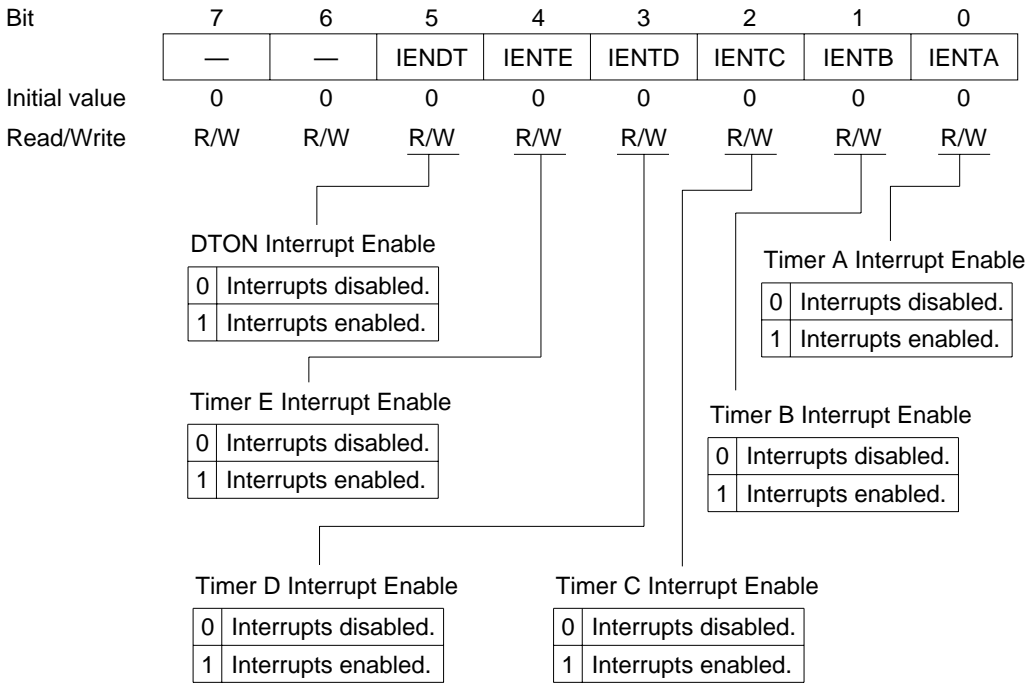 Bit 7 6 5 4 3 2 1 0
— — IENDT IENTE IENTD IENTC IENTB IENTA
Initial value 0 0 0 0 0 0 0 0
Read/Write R/W R/W R/W R/W R/W R/W R/W R/W
DTON Interrupt Enable
0 Interrupts disabled.
1 Interrupts enabled.
Timer A Interrupt Enable
0 Interrupts disabled.
1 Interrupts enabled.
Timer E Interrupt Enable
0 Interrupts disabled.
1 Interrupts enabled.
Timer B Interrupt Enable
0 Interrupts disabled.
1 Interrupts enabled.
Timer D Interrupt Enable
0 Interrupts disabled.
1 Interrupts enabled.
Timer C Interrupt Enable
0 Interrupts disabled.
1 Interrupts enabled.